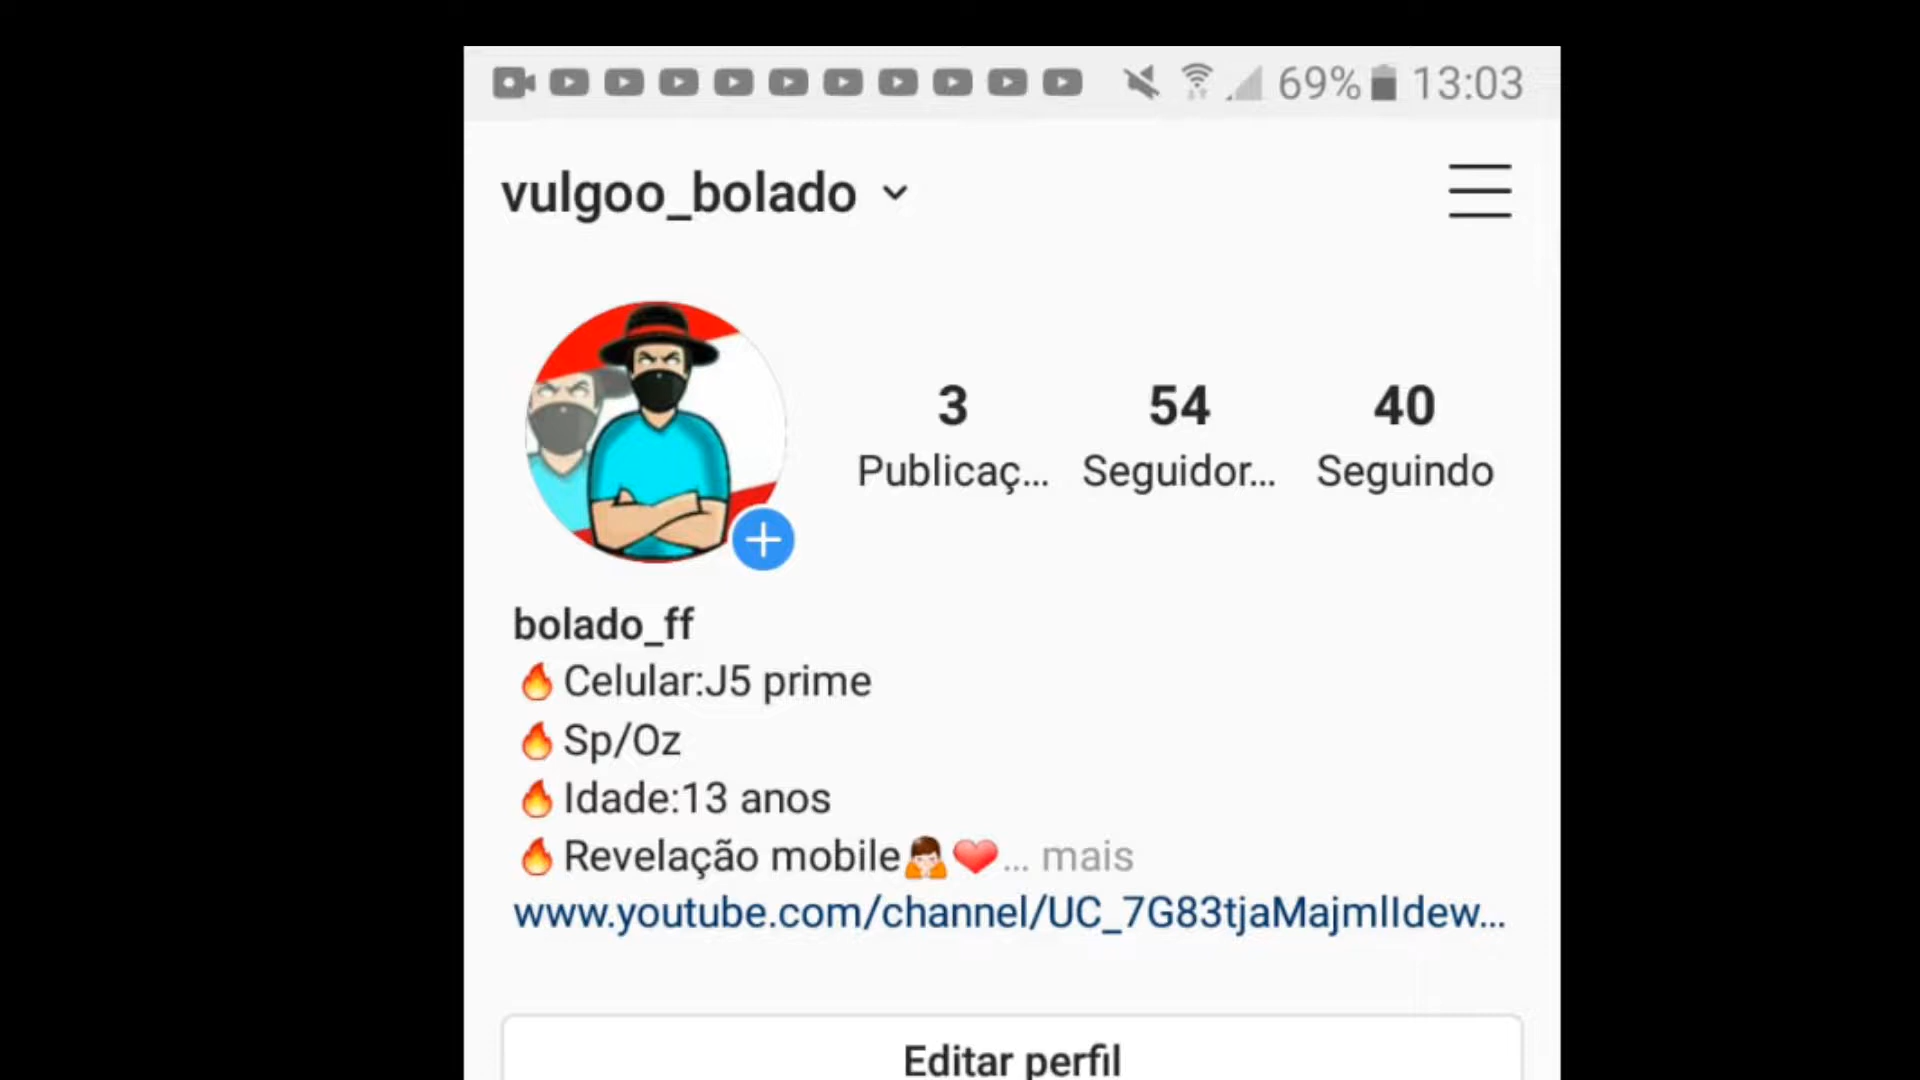 69% 13:03
vulgoo_bolado
3 54 40
Publicaç... Seguidor... Seguindo
bolado_ff
🔥Celular:J5 prime
🔥Sp/Oz
🔥Idade:13 anos
🔥Revelação mobile🙍❤... mais
www.youtube.com/channel/UC_7G83tjaMajmlIdew...
Editar perfil